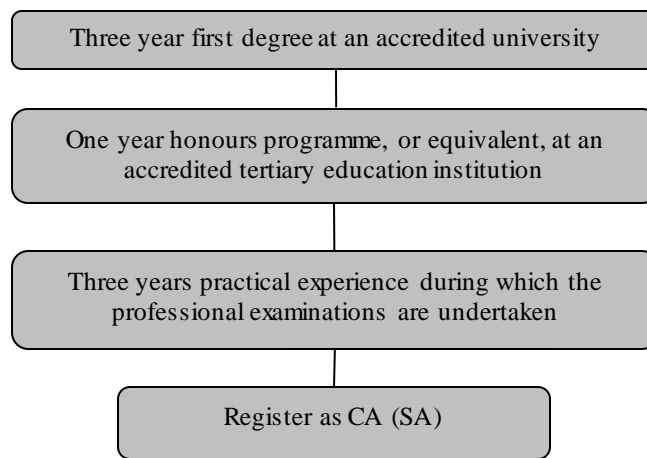 Three year first degree at an accredited university
One year honours programme, or equivalent, at an
accredited tertiary education institution
Three years practical experience during which the
professional examinations are undertaken
Register as CA (SA)